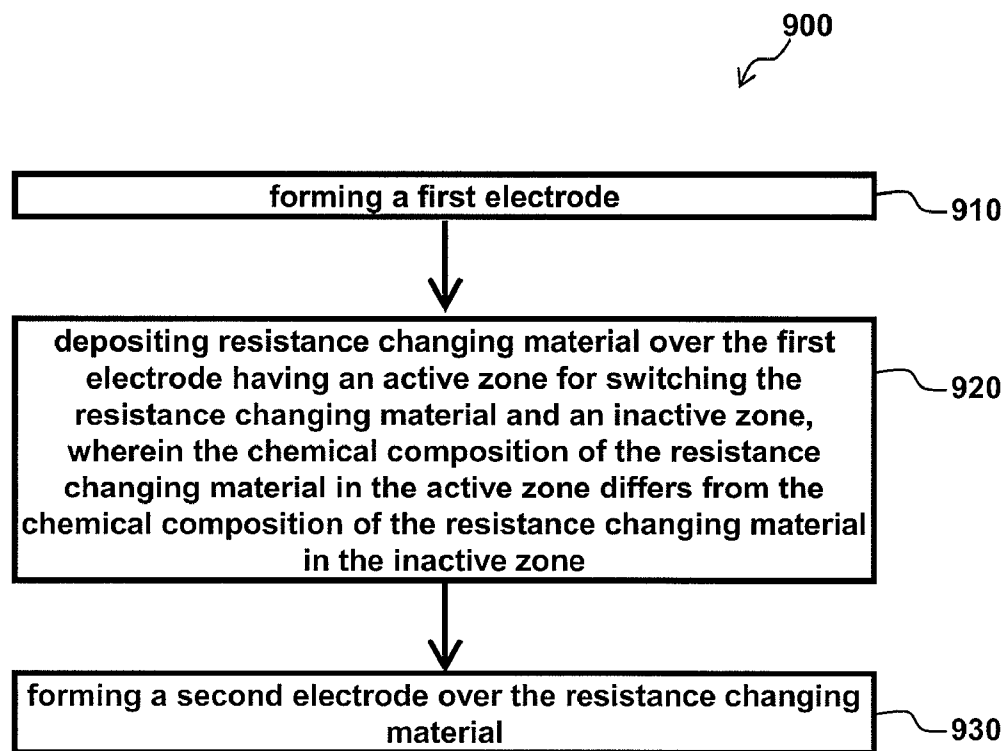 900
forming a first electrode
910
depositing resistance changing material over the first
electrode having an active zone for switching the
resistance changing material and an inactive zone,
wherein the chemical composition of the resistance
changing material in the active zone differs from the
chemical composition of the resistance changing material
in the inactive zone
920
forming a second electrode over the resistance changing
material
930